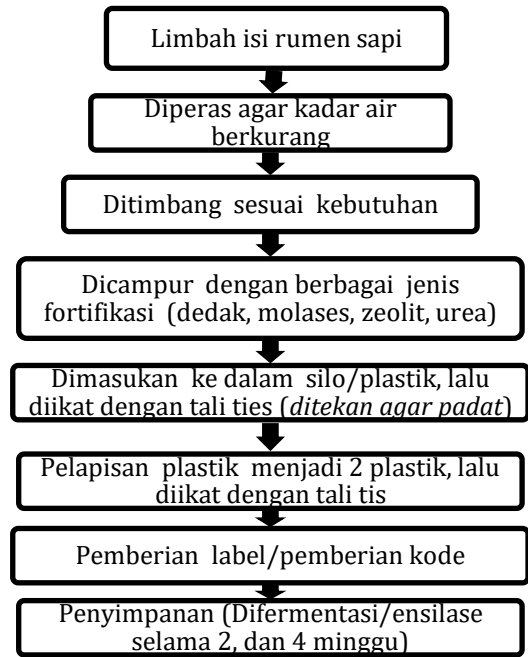 Limbah isi rumen sapi
Diperas agar kadar air
berkurang
Ditimbang sesuai kebutuhan
Dicampur dengan berbagai jenis
fortifikasi (dedak, molases, zeolit, urea)
Dimasukan ke dalam silo/plastik, lalu
diikat dengan tali ties (ditekan agar padat)
Pelapisan plastik menjadi 2 plastik, lalu
diikat dengan tali tis
Pemberian label/pemberian kode
Penyimpanan (Difermentasi/ensilase
selama 2, dan 4 minggu)